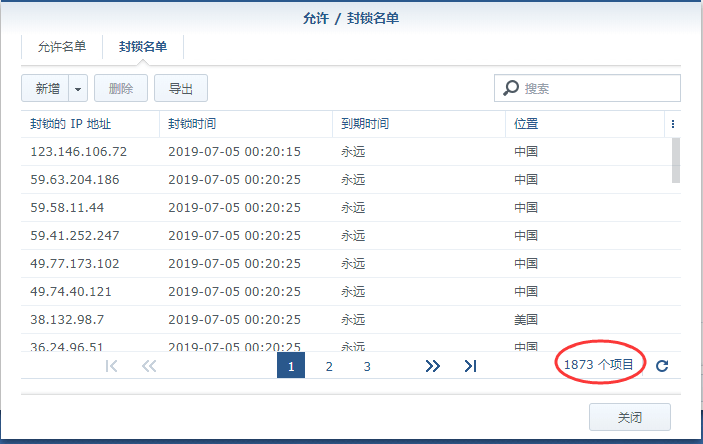 允许 / 封锁名单
允许名单 封锁名单
新增 删除 导出 搜索
封锁的 IP 地址 封锁时间 到期时间 位置
123.146.106.72 2019-07-05 00:20:15 永远 中国
59.63.204.186 2019-07-05 00:20:25 永远 中国
59.58.11.44 2019-07-05 00:20:25 永远 中国
59.41.252.247 2019-07-05 00:20:25 永远 中国
49.77.173.102 2019-07-05 00:20:25 永远 中国
49.74.40.121 2019-07-05 00:20:25 永远 中国
38.132.98.7 2019-07-05 00:20:25 永远 美国
36.24.96.51 2019-07-05 00:20:25 永远 中国
1 2 3 1873 个项目
关闭